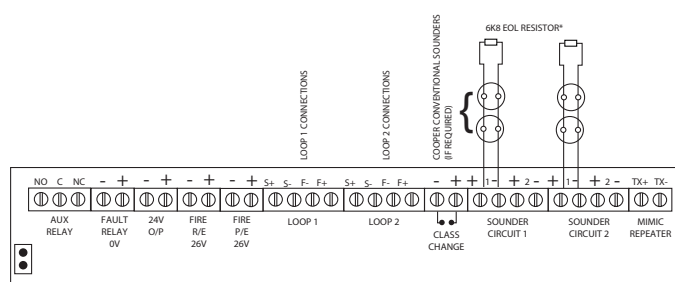 6K8 EOL RESISTOR*
LOOP 1 CONNECTIONS
LOOP 2 CONNECTIONS
COOPER CONVENTIONAL SOUNDERS
(IF REQUIRED)
NO C NC - + - + - + - + S+ S- F- F+ S+ S- F- F+ - + + 1 - + 2 - + 1 - + 2 - TX+ TX-
AUX
RELAY
FAULT
RELAY
0V
24V
O/P
FIRE
R/E
26V
FIRE
P/E
26V
LOOP 1
LOOP 2
CLASS
CHANGE
SOUNDER
CIRCUIT 1
SOUNDER
CIRCUIT 2
MIMIC
REPEATER